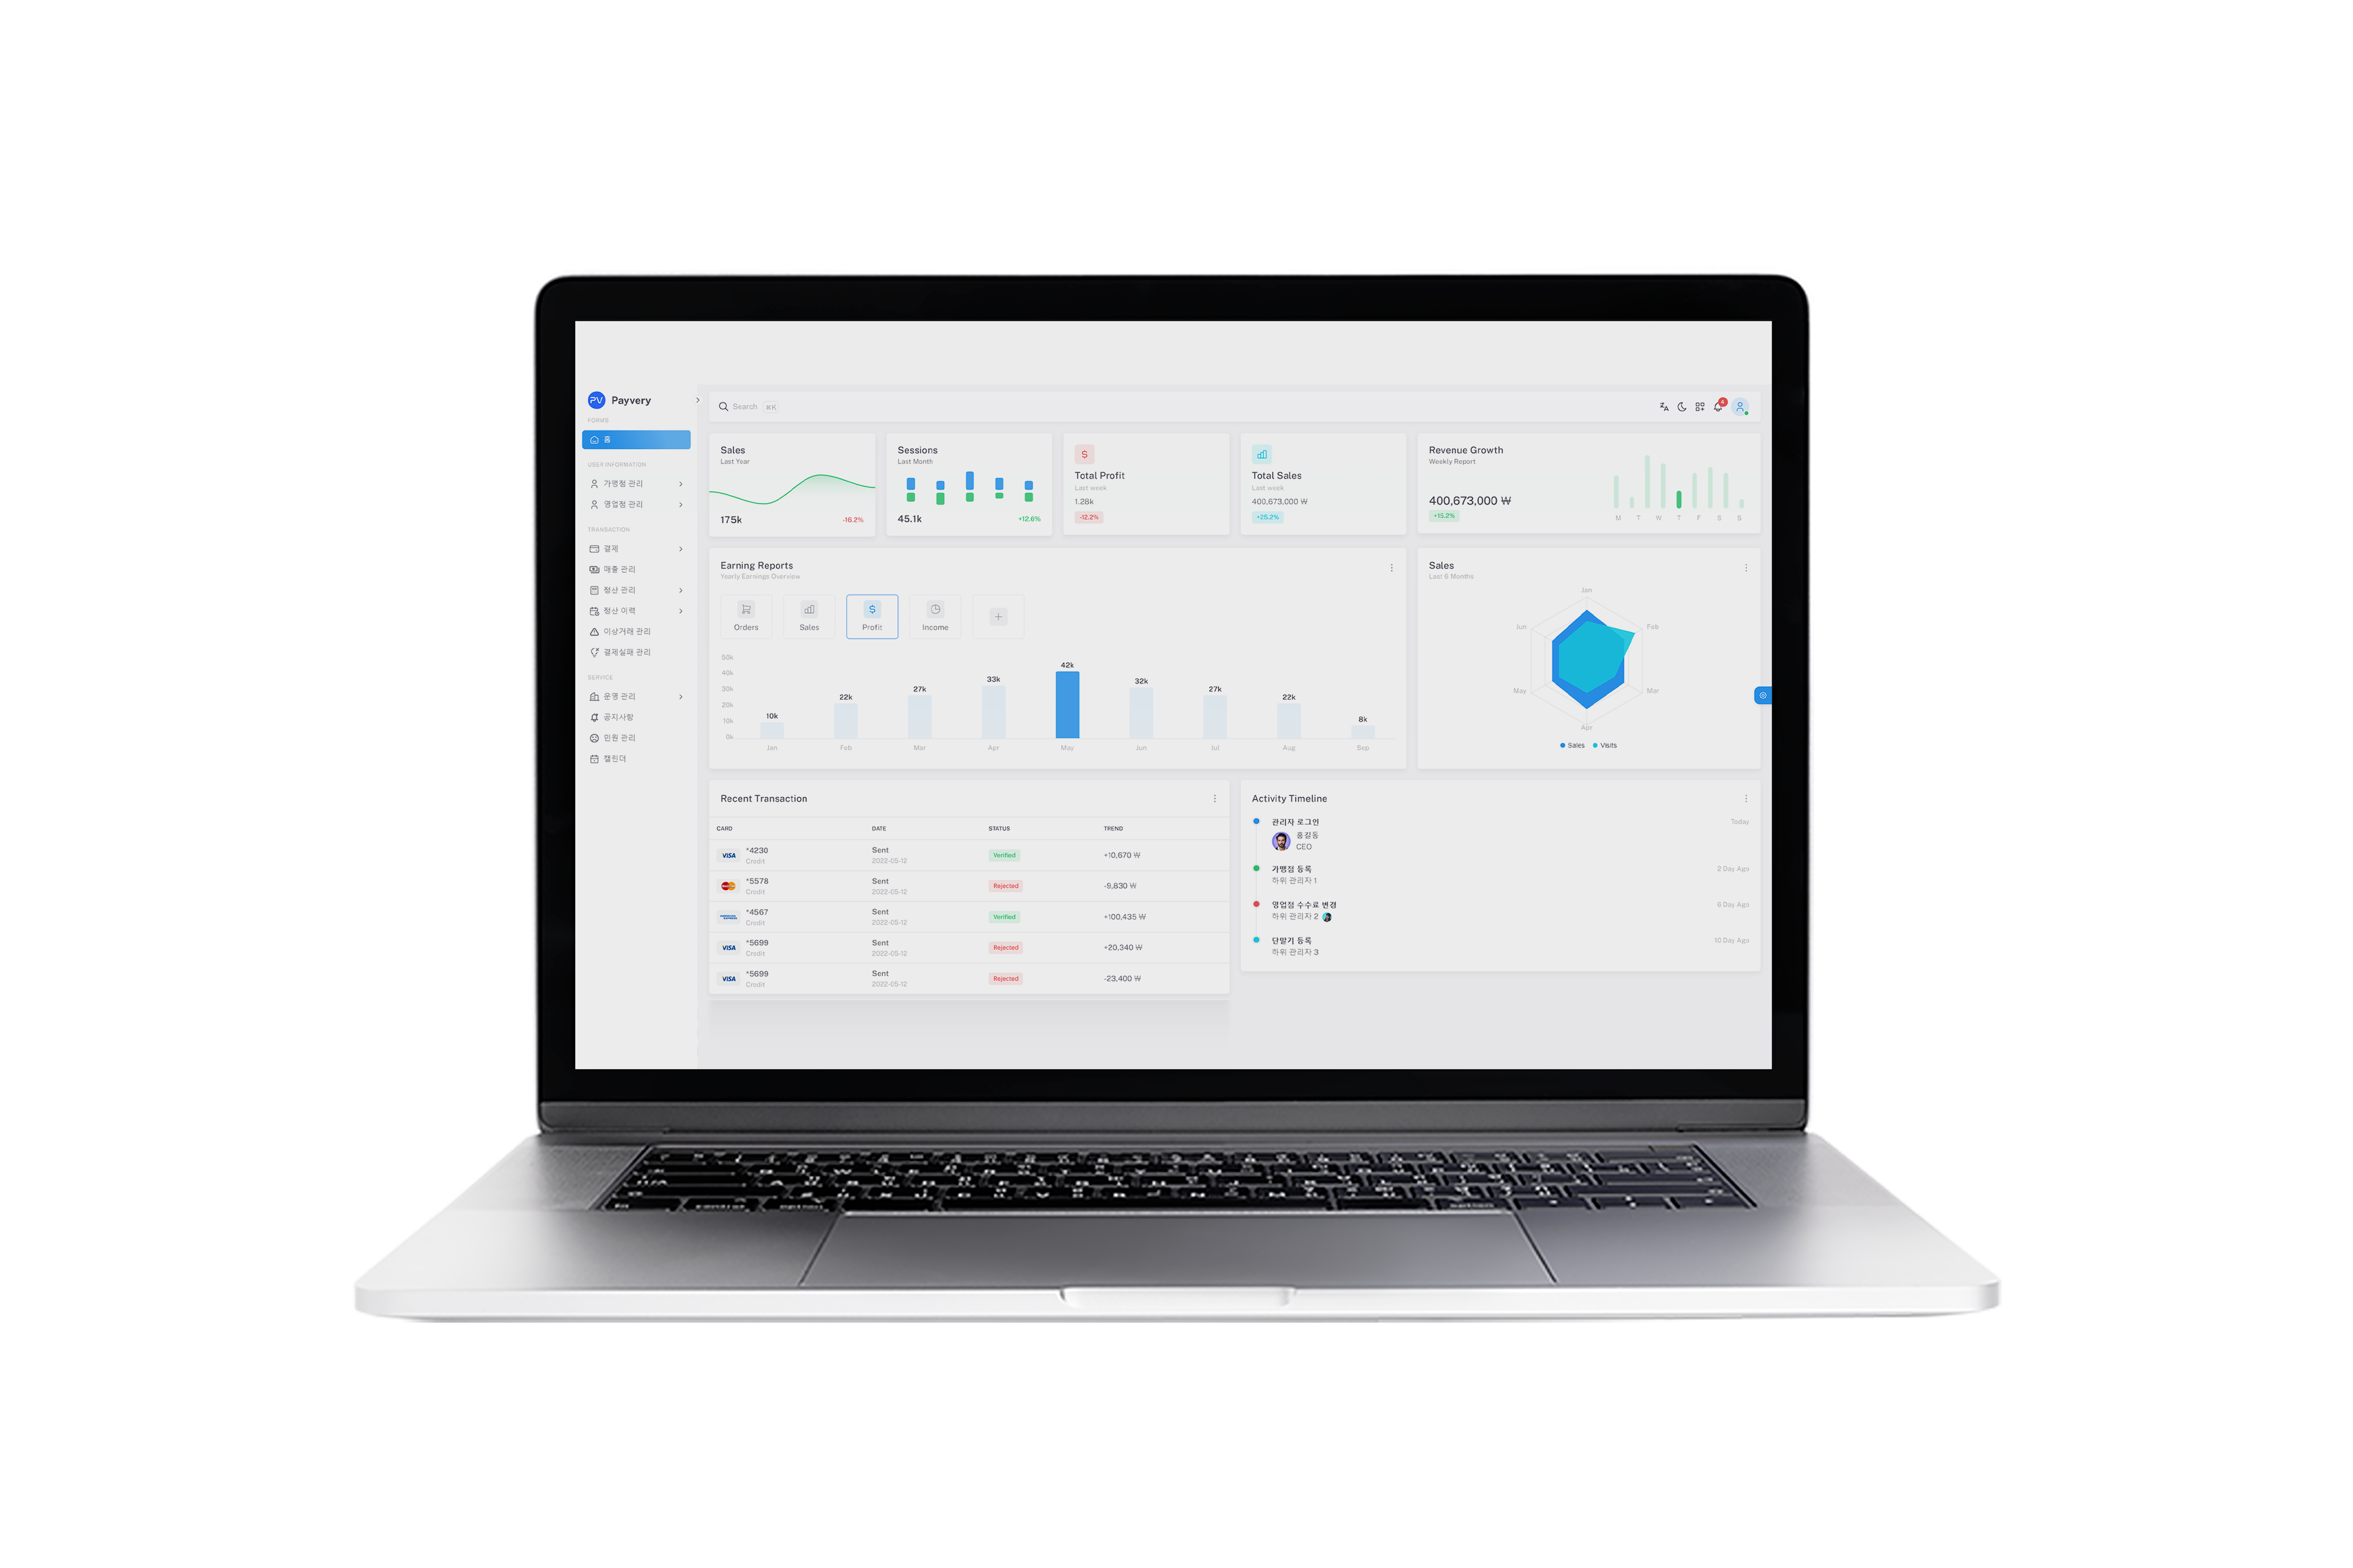 PV Payvery
FORMS
홈
USER INFORMATION
가맹점 관리
영업점 관리
TRANSACTION
결제
매출 관리
정산 관리
정산 이력
이상거래 관리
결제실패 관리
SERVICE
운영 관리
공지사항
민원 관리
캘린더
Search ⌘K
4
Sales
Last Year
175k -16.2%
Sessions
Last Month
45.1k +12.6%
$
Total Profit
Last week
1.28k
-12.2%
Total Sales
Last week
400,673,000 ₩
+25.2%
Revenue Growth
Weekly Report
400,673,000 ₩
+15.2%
M T W T F S S
Earning Reports
Yearly Earnings Overview
Orders Sales Profit Income
50k
40k
30k
20k
10k
0k
10k 22k 27k 33k 42k 32k 27k 22k 8k
Jan Feb Mar Apr May Jun Jul Aug Sep
Sales
Last 6 Months
Jan
Feb
Mar
Apr
May
Jun
Sales Visits
Recent Transaction
CARD DATE STATUS TREND
VISA *4230 Sent Verified +10,670 ₩
Credit 2022-05-12
*5578 Sent Rejected -9,830 ₩
Credit 2022-05-12
AMERICAN EXPRESS *4567 Sent Verified +100,435 ₩
Credit 2022-05-12
VISA *5699 Sent Rejected +20,340 ₩
Credit 2022-05-12
VISA *5699 Sent Rejected -23,400 ₩
Credit 2022-05-12
Activity Timeline
관리자 로그인 Today
홍길동
CEO
가맹점 등록 2 Day Ago
하위 관리자 1
영업점 수수료 변경 6 Day Ago
하위 관리자 2
단말기 등록 10 Day Ago
하위 관리자 3